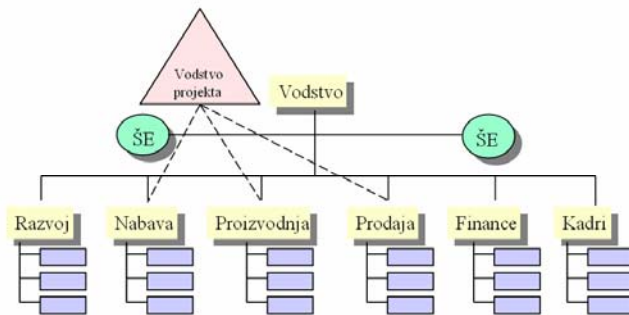 Vodstvo
projekta
Vodstvo
ŠE
ŠE
Razvoj
Nabava
Proizvodnja
Prodaja
Finance
Kadri